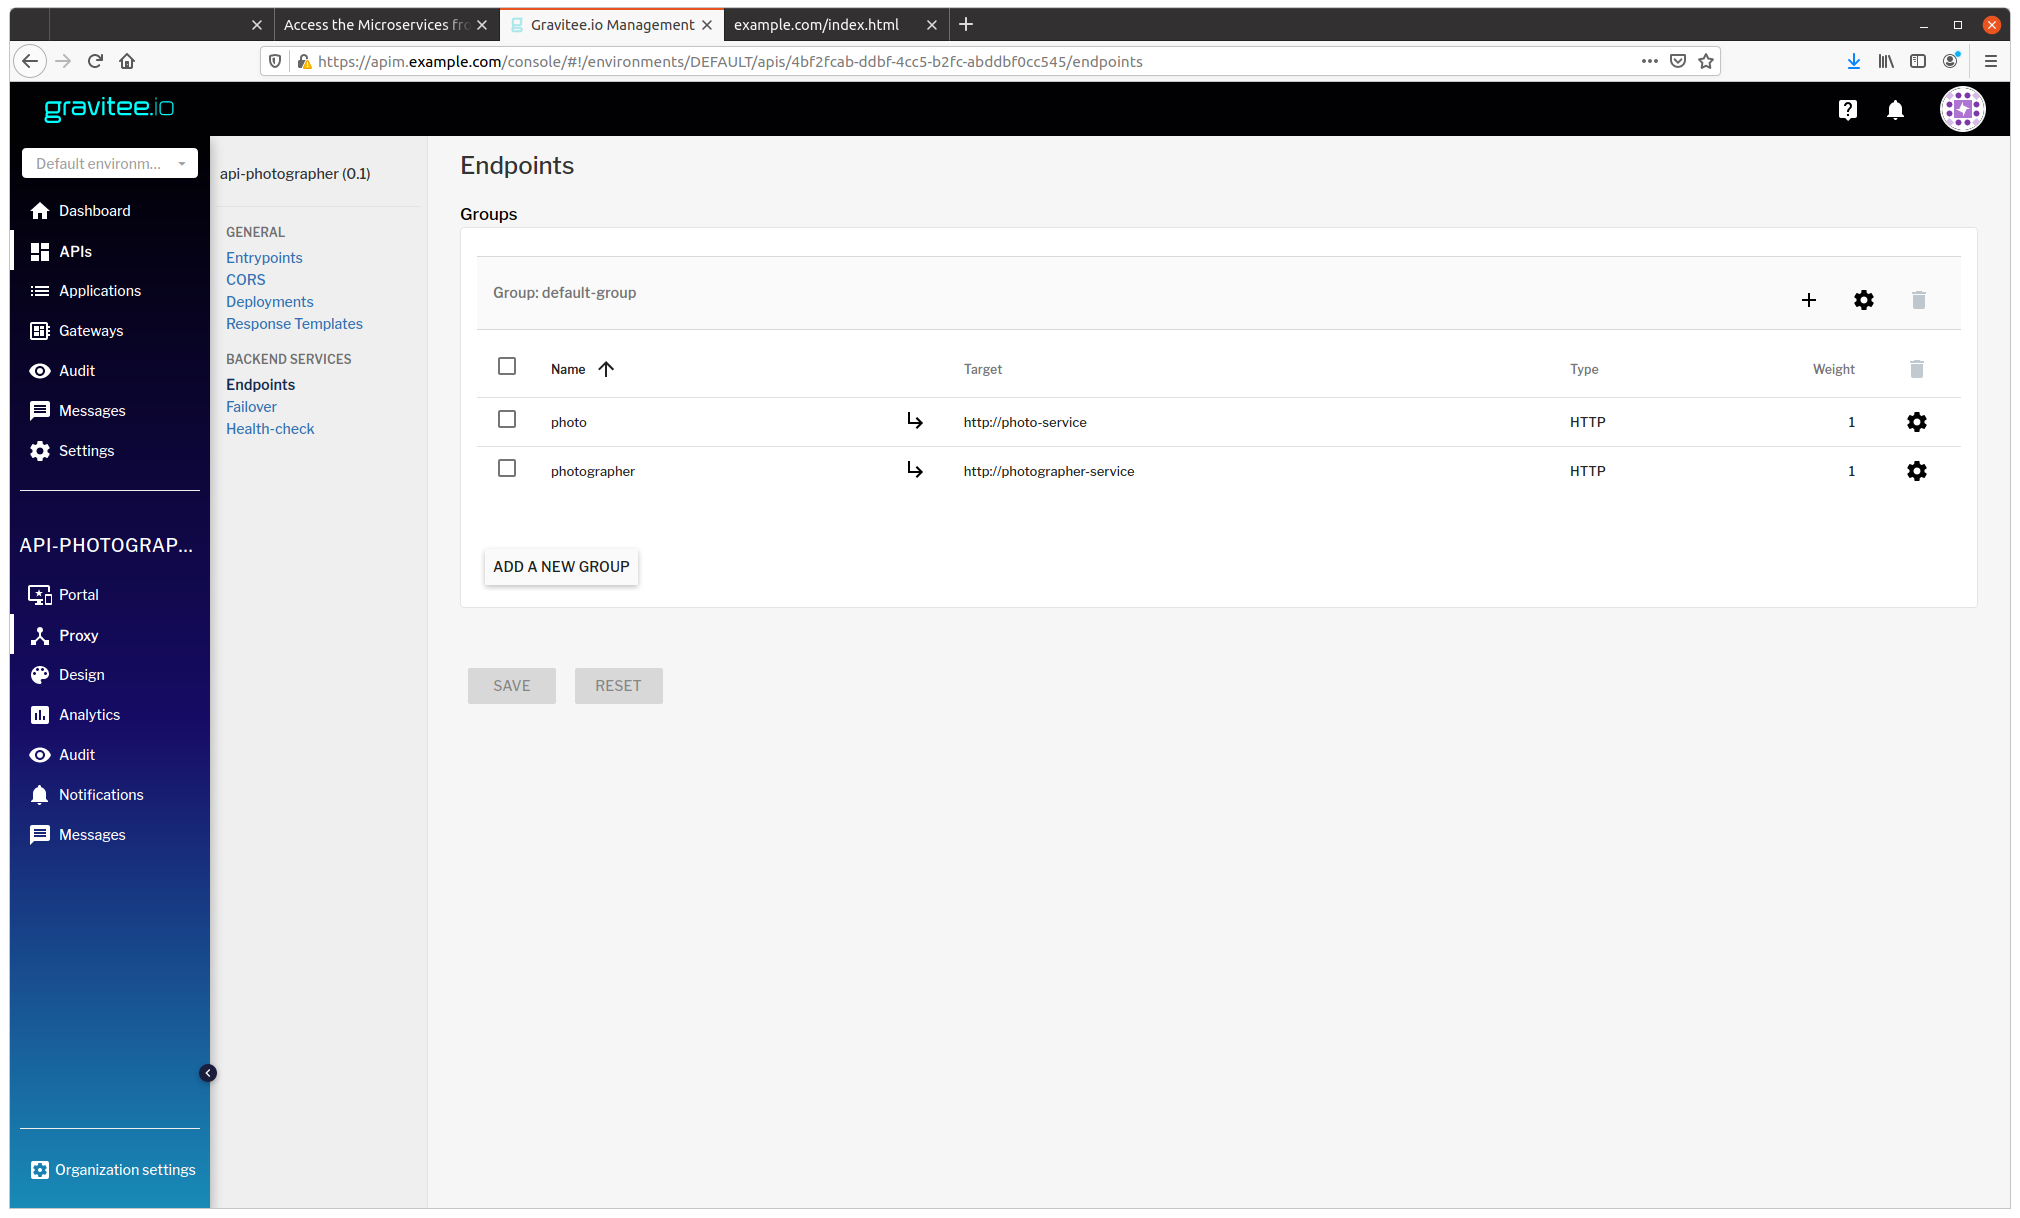 Access the Microservices fro
Gravitee.io Management
example.com/index.html
https://apim.example.com/console/#!/environments/DEFAULT/apis/4bf2fcab-ddbf-4cc5-b2fc-abddbf0cc545/endpoints
gravitee.io
Default environm...
Dashboard
APIs
Applications
Gateways
Audit
Messages
Settings
API-PHOTOGRAP...
Portal
Proxy
Design
Analytics
Audit
Notifications
Messages
Organization settings
api-photographer (0.1)
GENERAL
Entrypoints
CORS
Deployments
Response Templates
BACKEND SERVICES
Endpoints
Failover
Health-check
Endpoints
Groups
Group: default-group
Name Target Type Weight
photo http://photo-service HTTP 1
photographer http://photographer-service HTTP 1
ADD A NEW GROUP
SAVE RESET